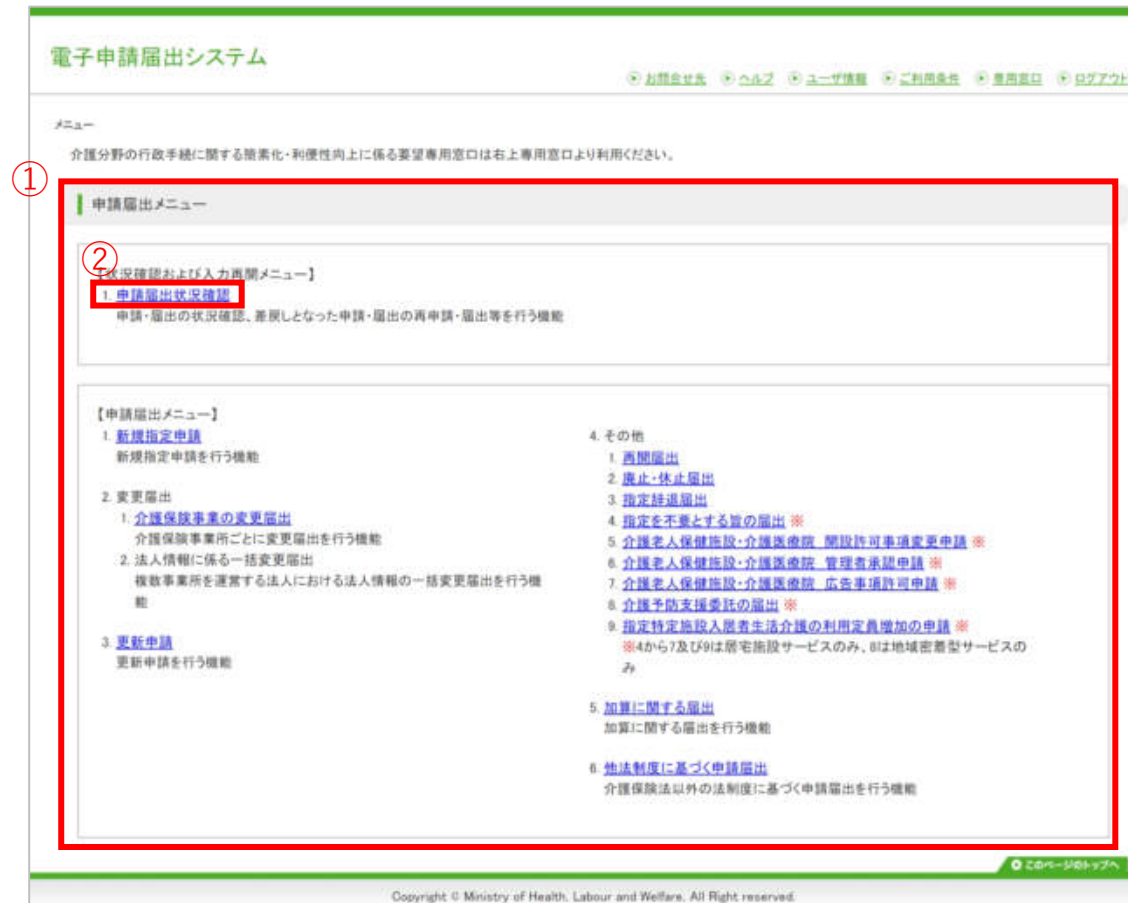 電子申請届出システム
お問合せ先 ヘルプ ユーザ情報 ご利用条件 専用窓口 ログアウト
メニュー
介護分野の行政手続に関する簡素化・利便性向上に係る要望専用窓口は右上専用窓口より利用ください。
①
申請届出メニュー
②
【状況確認および入力再開メニュー】
1. 申請届出状況確認
申請・届出の状況確認、差戻しとなった申請・届出の再申請・届出等を行う機能
【申請届出メニュー】
1. 新規指定申請
新規指定申請を行う機能
2. 変更届出
1. 介護保険事業の変更届出
介護保険事業所ごとに変更届出を行う機能
2. 法人情報に係る一括変更届出
複数事業所を運営する法人における法人情報の一括変更届出を行う機
能
3. 更新申請
更新申請を行う機能
4. その他
1. 再開届出
2. 廃止・休止届出
3. 指定辞退届出
4. 指定を不要とする旨の届出 ※
5. 介護老人保健施設・介護医療院 開設許可事項変更申請 ※
6. 介護老人保健施設・介護医療院 管理者承認申請 ※
7. 介護老人保健施設・介護医療院 広告事項許可申請 ※
8. 介護予防支援委託の届出 ※
9. 指定特定施設入居者生活介護の利用定員増加の申請 ※
※4から7及び9は居宅施設サービスのみ、8は地域密着型サービスの
み
5. 加算に関する届出
加算に関する届出を行う機能
6. 他法制度に基づく申請届出
介護保険法以外の法制度に基づく申請届出を行う機能
このページのトップへ
Copyright © Ministry of Health, Labour and Welfare. All Right reserved.